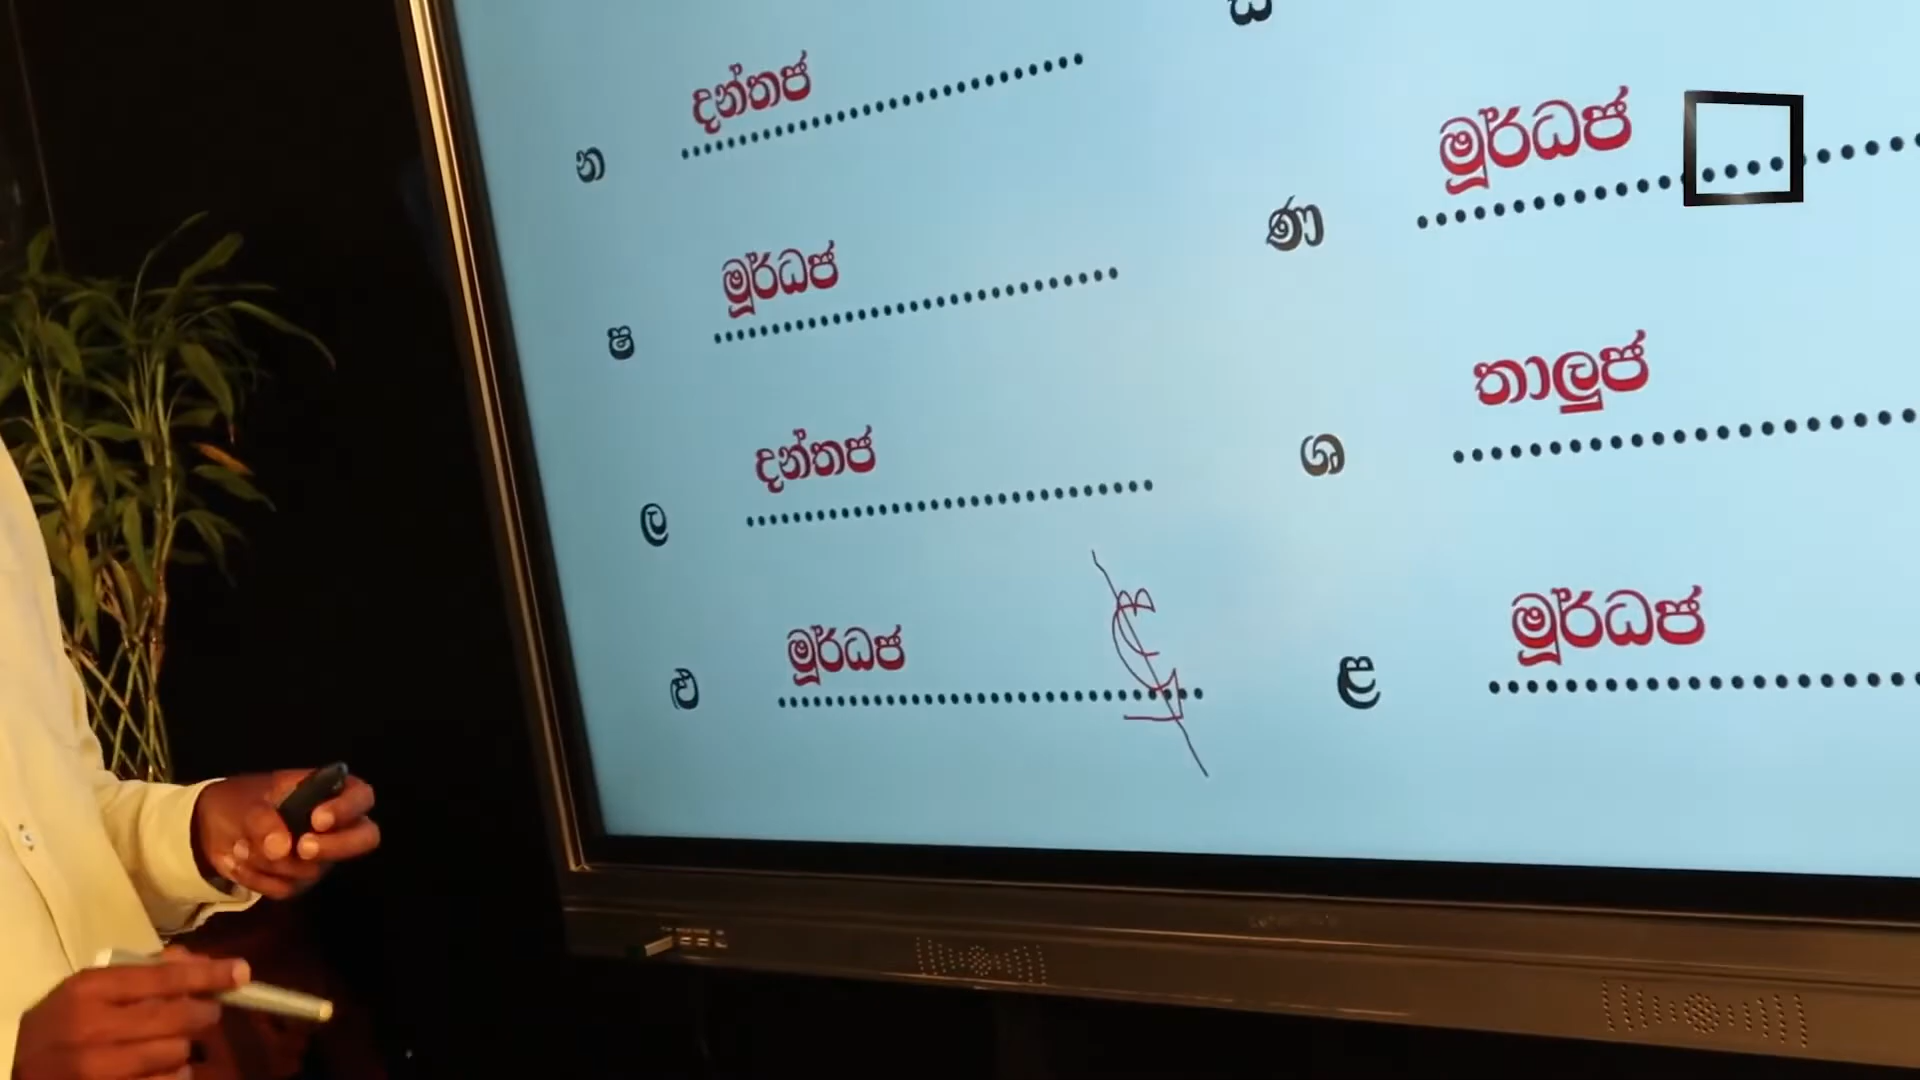 න දන්තජ
ෂ මූර්ධජ
ල දන්තජ
ළු මූර්ධජ
ණ මූර්ධජ
ශ තාලුජ
ළ මූර්ධජ